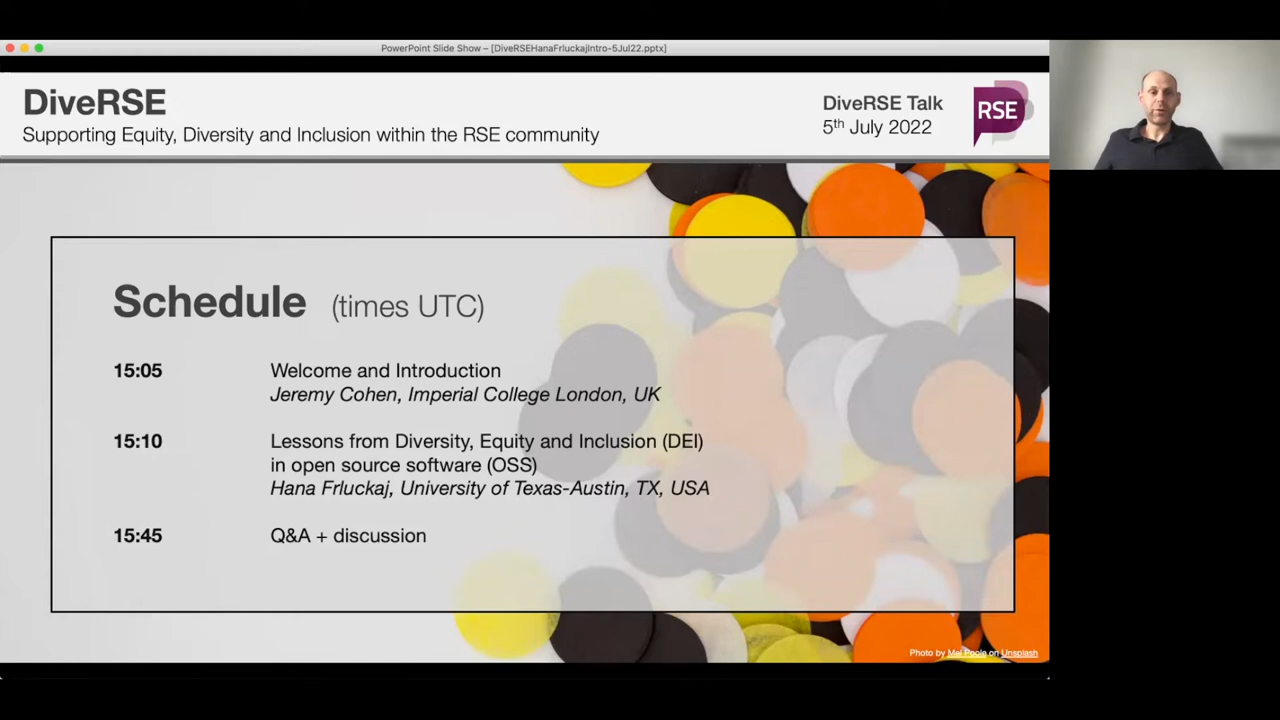 PowerPoint Slide Show – [DiveRSEHanaFrluckajIntro-5Jul22.pptx]
DiveRSE
Supporting Equity, Diversity and Inclusion within the RSE community
DiveRSE Talk
5th July 2022
RSE
Schedule (times UTC)
15:05 Welcome and Introduction
Jeremy Cohen, Imperial College London, UK
15:10 Lessons from Diversity, Equity and Inclusion (DEI)
in open source software (OSS)
Hana Frluckaj, University of Texas-Austin, TX, USA
15:45 Q&A + discussion
Photo by Mel Poole on Unsplash